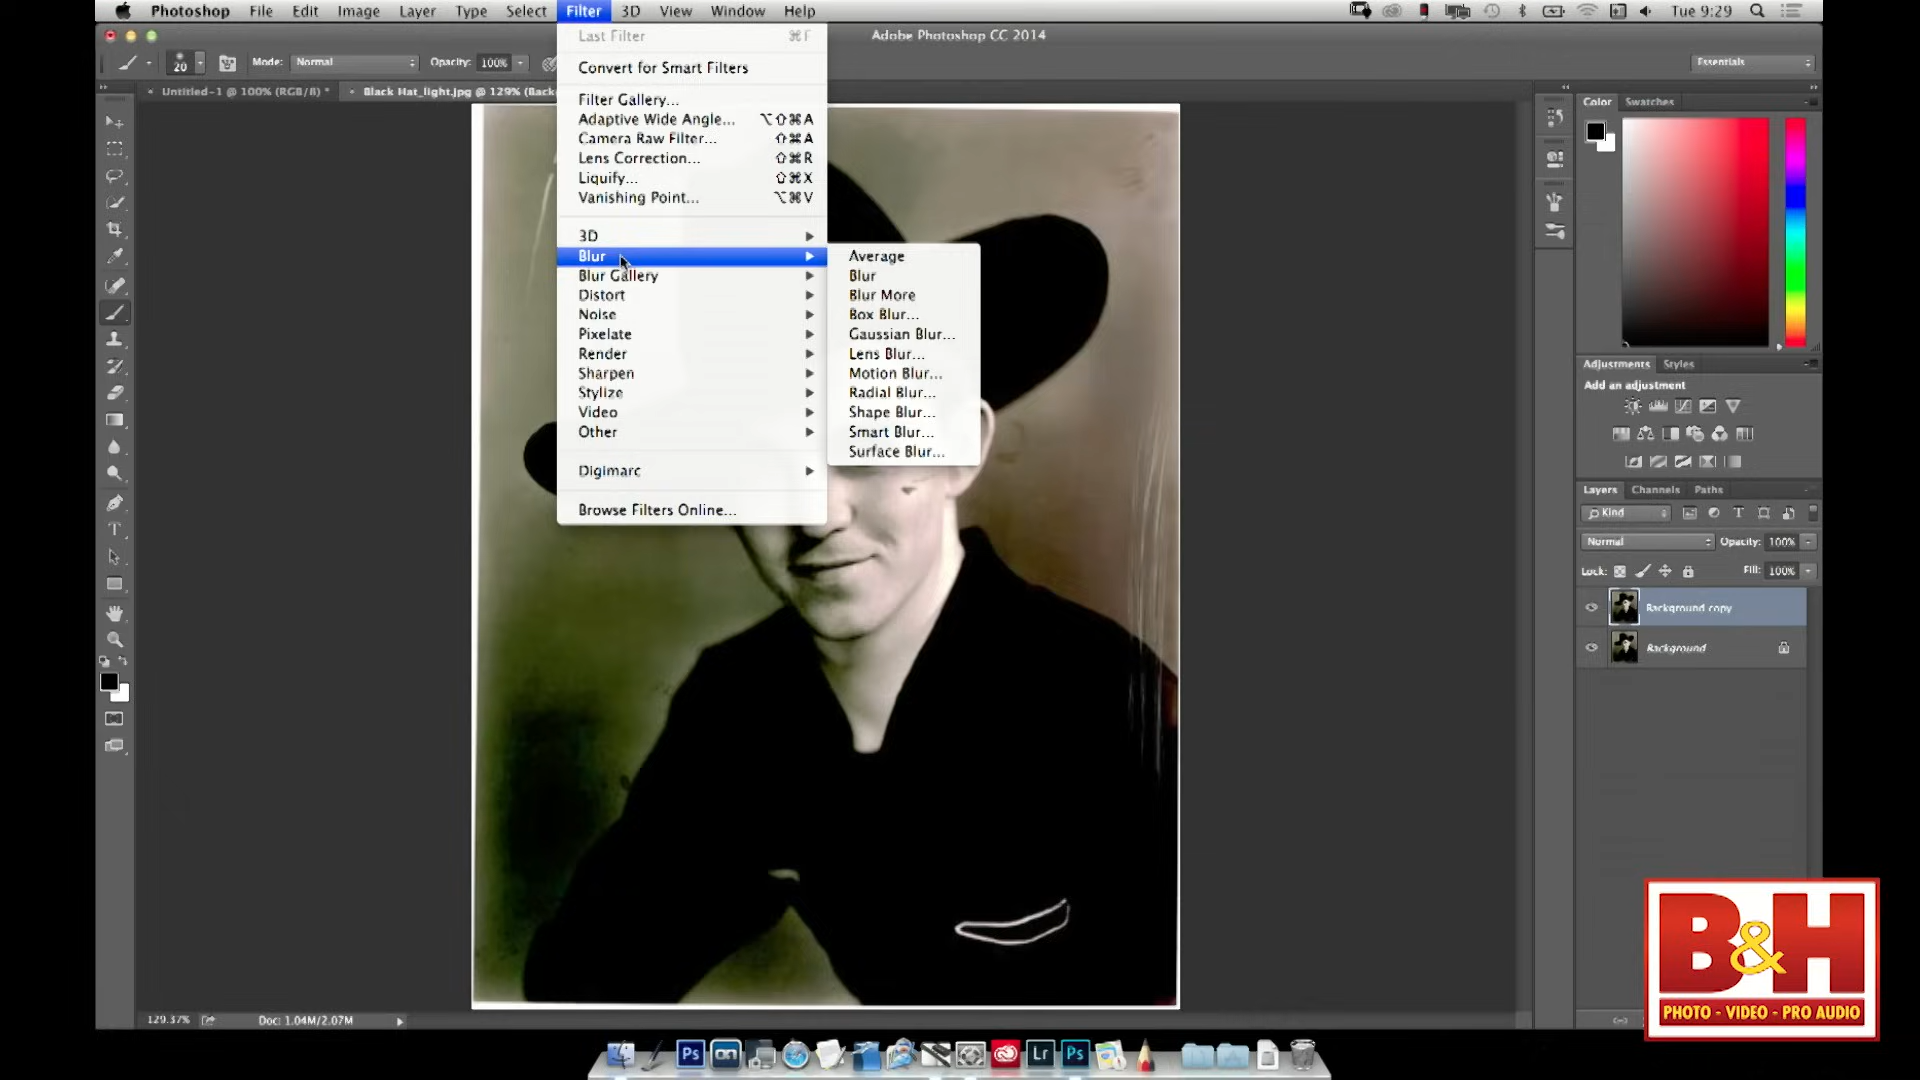 Photoshop File Edit Image Layer Type Select Filter 3D View Window Help Tue 9:29
Adobe Photoshop CC 2014
20 Mode: Normal Opacity: 100% Essentials
× Untitled-1 @ 100% (RGB/8) * × Black Hat_light.jpg @ 129% (Back
Last Filter ⌘F
Convert for Smart Filters
Filter Gallery...
Adaptive Wide Angle... ⌥⇧⌘A
Camera Raw Filter... ⇧⌘A
Lens Correction... ⇧⌘R
Liquify... ⇧⌘X
Vanishing Point... ⌥⌘V
3D
Blur
Blur Gallery
Distort
Noise
Pixelate
Render
Sharpen
Stylize
Video
Other
Digimarc
Browse Filters Online...
Average
Blur
Blur More
Box Blur...
Gaussian Blur...
Lens Blur...
Motion Blur...
Radial Blur...
Shape Blur...
Smart Blur...
Surface Blur...
Color Swatches
Adjustments Styles
Add an adjustment
Layers Channels Paths
Kind
Normal Opacity: 100%
Lock: Fill: 100%
Background copy
Background
129.37% Doc: 1.04M/2.07M
Ps on Lr Ps
B&H
PHOTO - VIDEO - PRO AUDIO